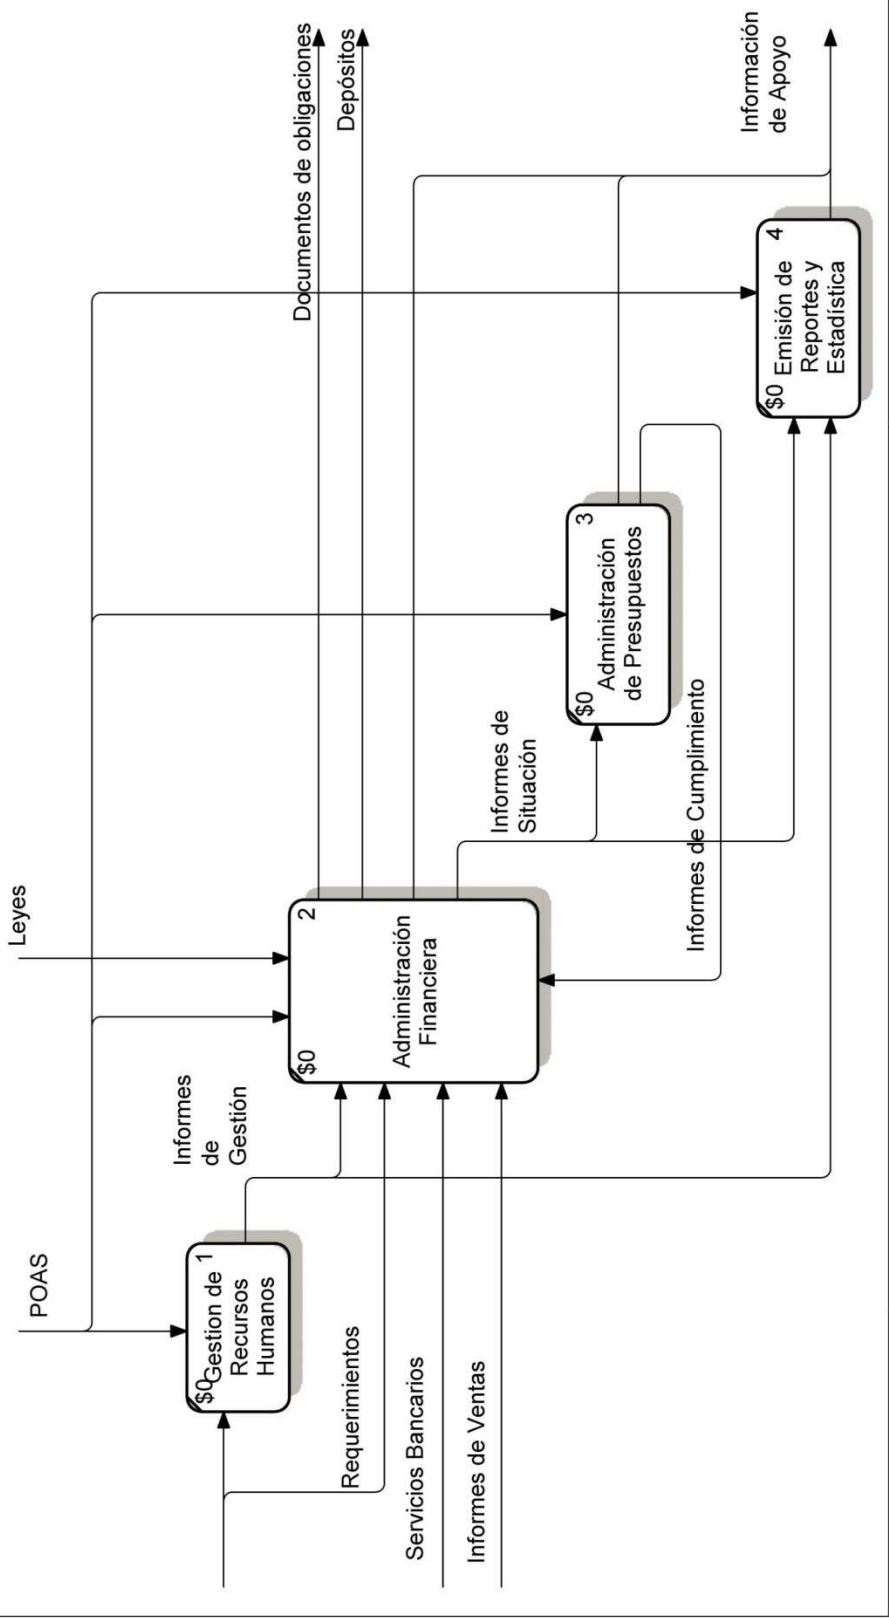 POAS
Leyes
$0
1
Gestion de
Recursos
Humanos
Informes
de
Gestión
Requerimientos
Servicios Bancarios
Informes de Ventas
$0
2
Administración
Financiera
Documentos de obligaciones
Depósitos
Informes de
Situación
$0
3
Administración
de Presupuestos
Informes de Cumplimiento
$0
4
Emisión de
Reportes y
Estadística
Información
de Apoyo